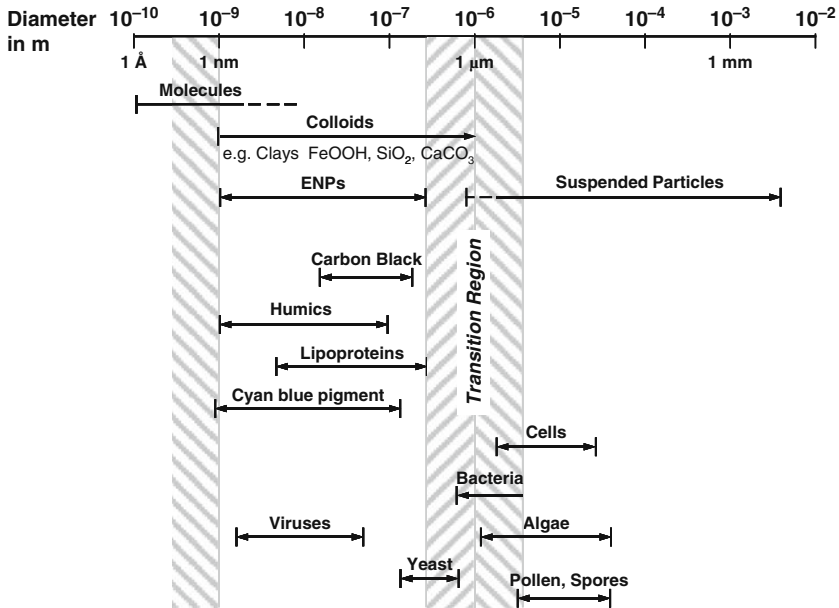 Diameter in m
10⁻¹⁰ 10⁻⁹ 10⁻⁸ 10⁻⁷ 10⁻⁶ 10⁻⁵ 10⁻⁴ 10⁻³ 10⁻²
1 Å 1 nm 1 µm 1 mm
Molecules
Colloids
e.g. Clays FeOOH, SiO₂, CaCO₃
ENPs
Suspended Particles
Carbon Black
Transition Region
Humics
Lipoproteins
Cyan blue pigment
Cells
Bacteria
Viruses
Algae
Yeast
Pollen, Spores